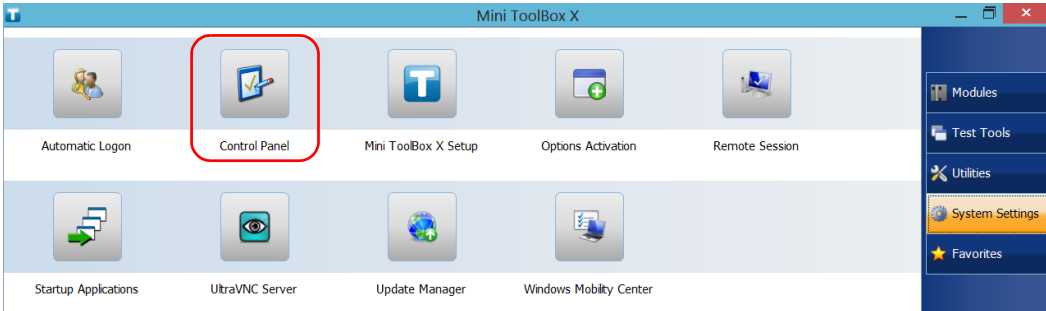 Mini ToolBox X
Automatic Logon
Control Panel
Mini ToolBox X Setup
Options Activation
Remote Session
Startup Applications
UltraVNC Server
Update Manager
Windows Mobility Center
Modules
Test Tools
Utilities
System Settings
Favorites